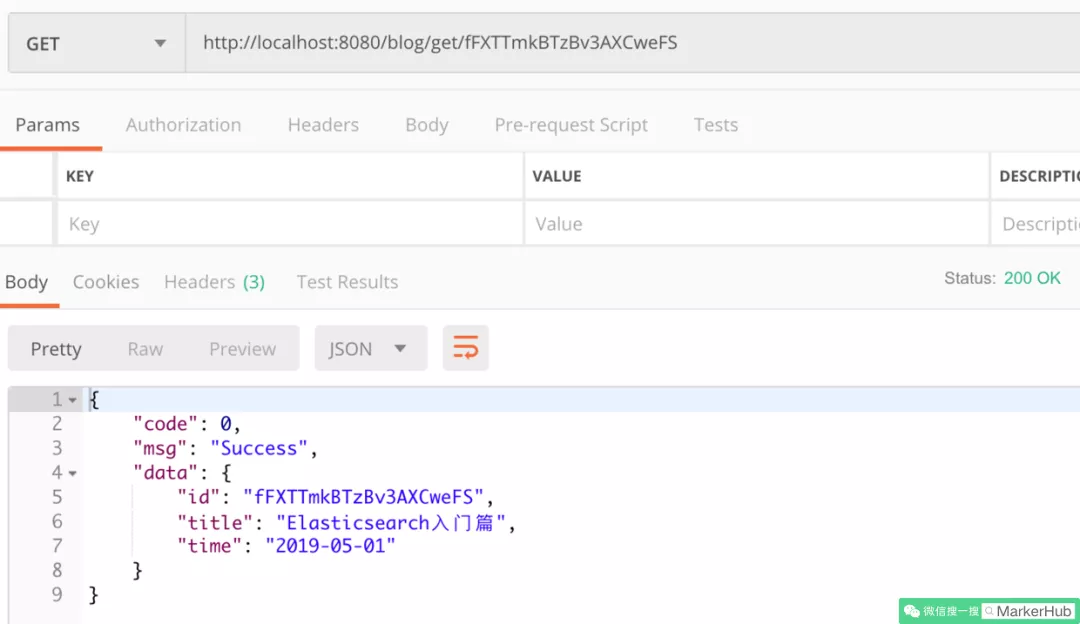 GET http://localhost:8080/blog/get/fFXTTmkBTzBv3AXCweFS
Params Authorization Headers Body Pre-request Script Tests
KEY VALUE DESCRIPTIO
Key Value Descripti
Body Cookies Headers (3) Test Results Status: 200 OK
Pretty Raw Preview JSON
1 {
2 "code": 0,
3 "msg": "Success",
4 "data": {
5 "id": "fFXTTmkBTzBv3AXCweFS",
6 "title": "Elasticsearch入门篇",
7 "time": "2019-05-01"
8 }
9 }
微信搜一搜 MarkerHub